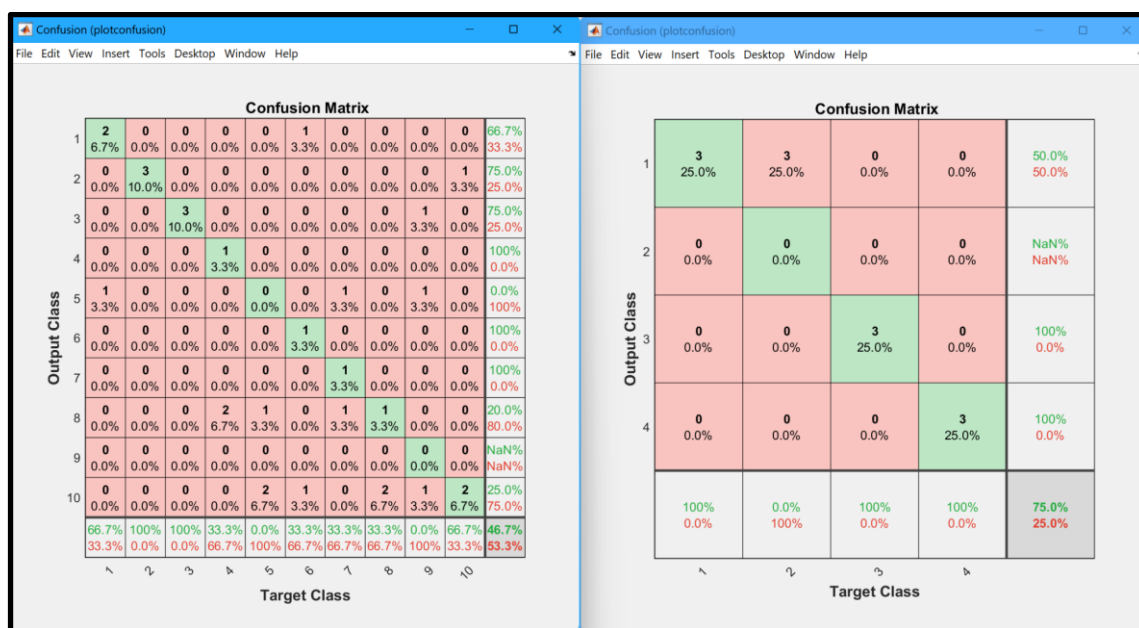 Confusion (plotconfusion)
File Edit View Insert Tools Desktop Window Help
Confusion Matrix
Output Class
1 2 0 0 0 0 1 0 0 0 0 66.7%
6.7% 0.0% 0.0% 0.0% 0.0% 3.3% 0.0% 0.0% 0.0% 0.0% 33.3%
2 0 3 0 0 0 0 0 0 0 1 75.0%
0.0% 10.0% 0.0% 0.0% 0.0% 0.0% 0.0% 0.0% 0.0% 3.3% 25.0%
3 0 0 3 0 0 0 0 0 1 0 75.0%
0.0% 0.0% 10.0% 0.0% 0.0% 0.0% 0.0% 0.0% 3.3% 0.0% 25.0%
4 0 0 0 1 0 0 0 0 0 0 100%
0.0% 0.0% 0.0% 3.3% 0.0% 0.0% 0.0% 0.0% 0.0% 0.0% 0.0%
5 1 0 0 0 0 0 1 0 1 0 0.0%
3.3% 0.0% 0.0% 0.0% 0.0% 0.0% 3.3% 0.0% 3.3% 0.0% 100%
6 0 0 0 0 0 1 0 0 0 0 100%
0.0% 0.0% 0.0% 0.0% 0.0% 3.3% 0.0% 0.0% 0.0% 0.0% 0.0%
7 0 0 0 0 0 0 1 0 0 0 100%
0.0% 0.0% 0.0% 0.0% 0.0% 0.0% 3.3% 0.0% 0.0% 0.0% 0.0%
8 0 0 0 2 1 0 1 1 0 0 20.0%
0.0% 0.0% 0.0% 6.7% 3.3% 0.0% 3.3% 3.3% 0.0% 0.0% 80.0%
9 0 0 0 0 0 0 0 0 0 0 NaN%
0.0% 0.0% 0.0% 0.0% 0.0% 0.0% 0.0% 0.0% 0.0% 0.0% NaN%
10 0 0 0 0 2 1 0 2 1 2 25.0%
0.0% 0.0% 0.0% 0.0% 6.7% 3.3% 0.0% 6.7% 3.3% 6.7% 75.0%
66.7% 100% 100% 33.3% 0.0% 33.3% 33.3% 33.3% 0.0% 66.7% 46.7%
33.3% 0.0% 0.0% 66.7% 100% 66.7% 66.7% 66.7% 100% 33.3% 53.3%
1 2 3 4 5 6 7 8 9 10
Target Class
Confusion (plotconfusion)
File Edit View Insert Tools Desktop Window Help
Confusion Matrix
Output Class
1 3 3 0 0 50.0%
25.0% 25.0% 0.0% 0.0% 50.0%
2 0 0 0 0 NaN%
0.0% 0.0% 0.0% 0.0% NaN%
3 0 0 3 0 100%
0.0% 0.0% 25.0% 0.0% 0.0%
4 0 0 0 3 100%
0.0% 0.0% 0.0% 25.0% 0.0%
100% 0.0% 100% 100% 75.0%
0.0% 100% 0.0% 0.0% 25.0%
1 2 3 4
Target Class